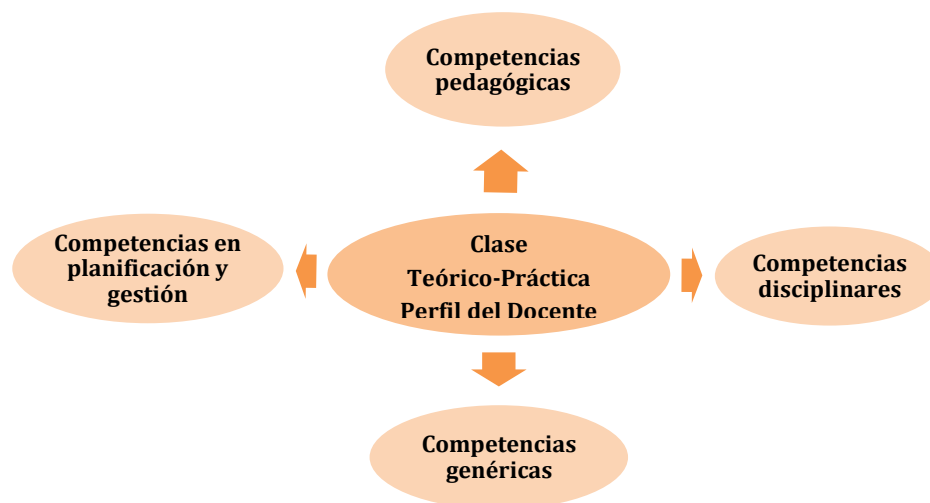 Competencias
pedagógicas
Competencias en
planificación y
gestión
Clase
Teórico-Práctica
Perfil del Docente
Competencias
disciplinares
Competencias
genéricas